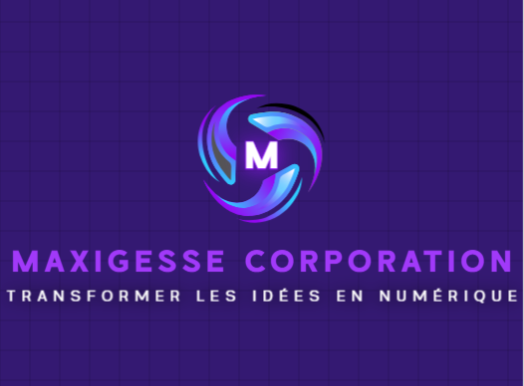 M
MAXIGESSE CORPORATION
TRANSFORMER LES IDÉES EN NUMÉRIQUE